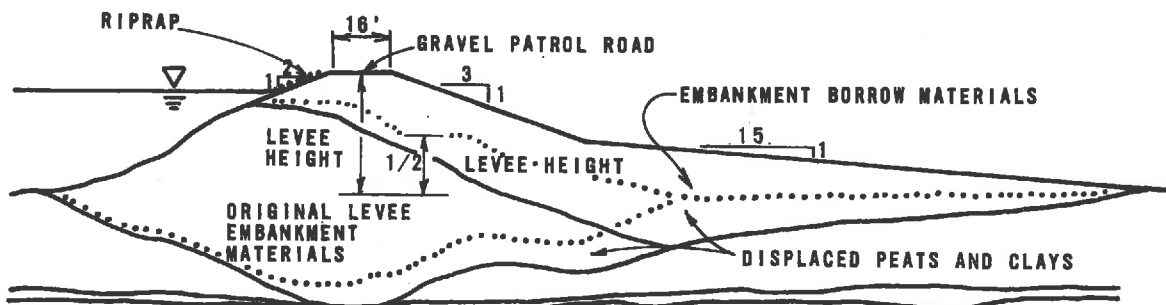 RIPRAP
16'
GRAVEL PATROL ROAD
2
1
3
1
EMBANKMENT BORROW MATERIALS
15
1
LEVEE
HEIGHT
1/2
LEVEE HEIGHT
ORIGINAL LEVEE
EMBANKMENT
MATERIALS
DISPLACED PEATS AND CLAYS